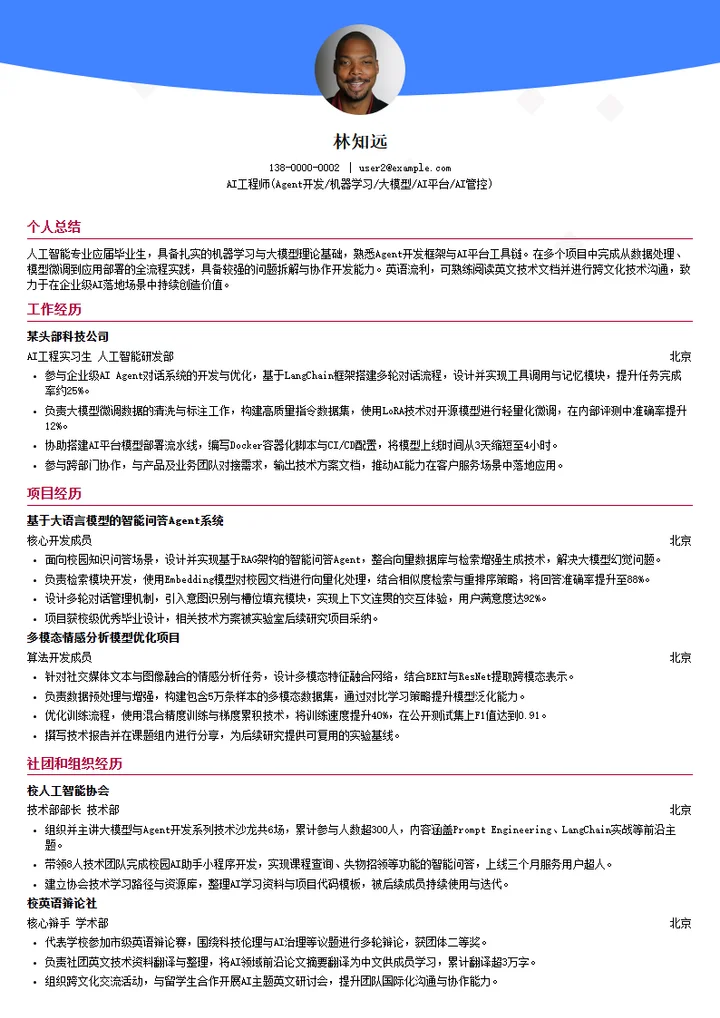 林知远
138-0000-0002 | user2@example.com
AI工程师(Agent开发/机器学习/大模型/AI平台/AI管控)
个人总结
人工智能专业应届毕业生，具备扎实的机器学习与大模型理论基础，熟悉Agent开发框架与AI平台工具链。在多个项目中完成从数据处理、
模型微调到应用部署的全流程实践，具备较强的问题拆解与协作开发能力。英语流利，可熟练阅读英文技术文档并进行跨文化技术沟通，致
力于在企业级AI落地场景中持续创造价值。
工作经历
某头部科技公司
AI工程实习生 人工智能研发部 北京
• 参与企业级AI Agent对话系统的开发与优化，基于LangChain框架搭建多轮对话流程，设计并实现工具调用与记忆模块，提升任务完成
率约25%。
• 负责大模型微调数据的清洗与标注工作，构建高质量指令数据集，使用LoRA技术对开源模型进行轻量化微调，在内部评测中准确率提升
12%。
• 协助搭建AI平台模型部署流水线，编写Docker容器化脚本与CI/CD配置，将模型上线时间从3天缩短至4小时。
• 参与跨部门协作，与产品及业务团队对接需求，输出技术方案文档，推动AI能力在客户服务场景中落地应用。
项目经历
基于大语言模型的智能问答Agent系统
核心开发成员 北京
• 面向校园知识问答场景，设计并实现基于RAG架构的智能问答Agent，整合向量数据库与检索增强生成技术，解决大模型幻觉问题。
• 负责检索模块开发，使用Embedding模型对校园文档进行向量化处理，结合相似度检索与重排序策略，将回答准确率提升至88%。
• 设计多轮对话管理机制，引入意图识别与槽位填充模块，实现上下文连贯的交互体验，用户满意度达92%。
• 项目获校级优秀毕业设计，相关技术方案被实验室后续研究项目采纳。
多模态情感分析模型优化项目
算法开发成员 北京
• 针对社交媒体文本与图像融合的情感分析任务，设计多模态特征融合网络，结合BERT与ResNet提取跨模态表示。
• 负责数据预处理与增强，构建包含5万条样本的多模态数据集，通过对比学习策略提升模型泛化能力。
• 优化训练流程，使用混合精度训练与梯度累积技术，将训练速度提升40%，在公开测试集上F1值达到0.91。
• 撰写技术报告并在课题组内进行分享，为后续研究提供可复用的实验基线。
社团和组织经历
校人工智能协会
技术部部长 技术部 北京
• 组织并主讲大模型与Agent开发系列技术沙龙共6场，累计参与人数超300人，内容涵盖Prompt Engineering、LangChain实战等前沿主
题。
• 带领8人技术团队完成校园AI助手小程序开发，实现课程查询、失物招领等功能的智能问答，上线三个月服务用户超人。
• 建立协会技术学习路径与资源库，整理AI学习资料与项目代码模板，被后续成员持续使用与迭代。
校英语辩论社
核心辩手 学术部 北京
• 代表学校参加市级英语辩论赛，围绕科技伦理与AI治理等议题进行多轮辩论，获团体二等奖。
• 负责社团英文技术资料翻译与整理，将AI领域前沿论文摘要翻译为中文供成员学习，累计翻译超3万字。
• 组织跨文化交流活动，与留学生合作开展AI主题英文研讨会，提升团队国际化沟通与协作能力。